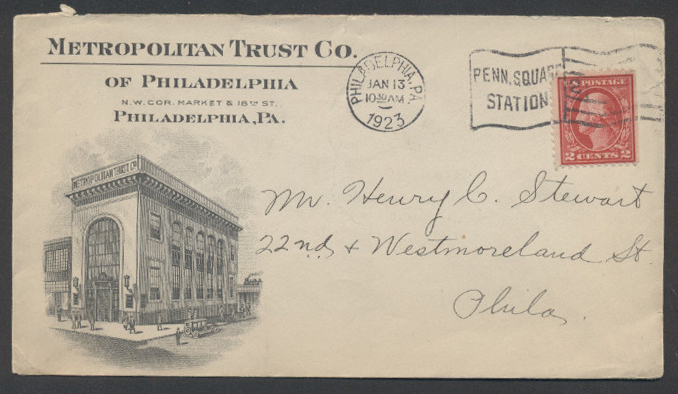 METROPOLITAN TRUST CO.
OF PHILADELPHIA
N.W. COR. MARKET & 18TH ST.
PHILADELPHIA, PA.
PHILADELPHIA, PA.
JAN 13
10 30 AM
1923
PENN. SQUARE
STATION
U.S. POSTAGE
2 CENTS 2
METROPOLITAN TRUST CO.
Mr. Henry C. Stewart
22nd & Westmoreland St.
Phila.